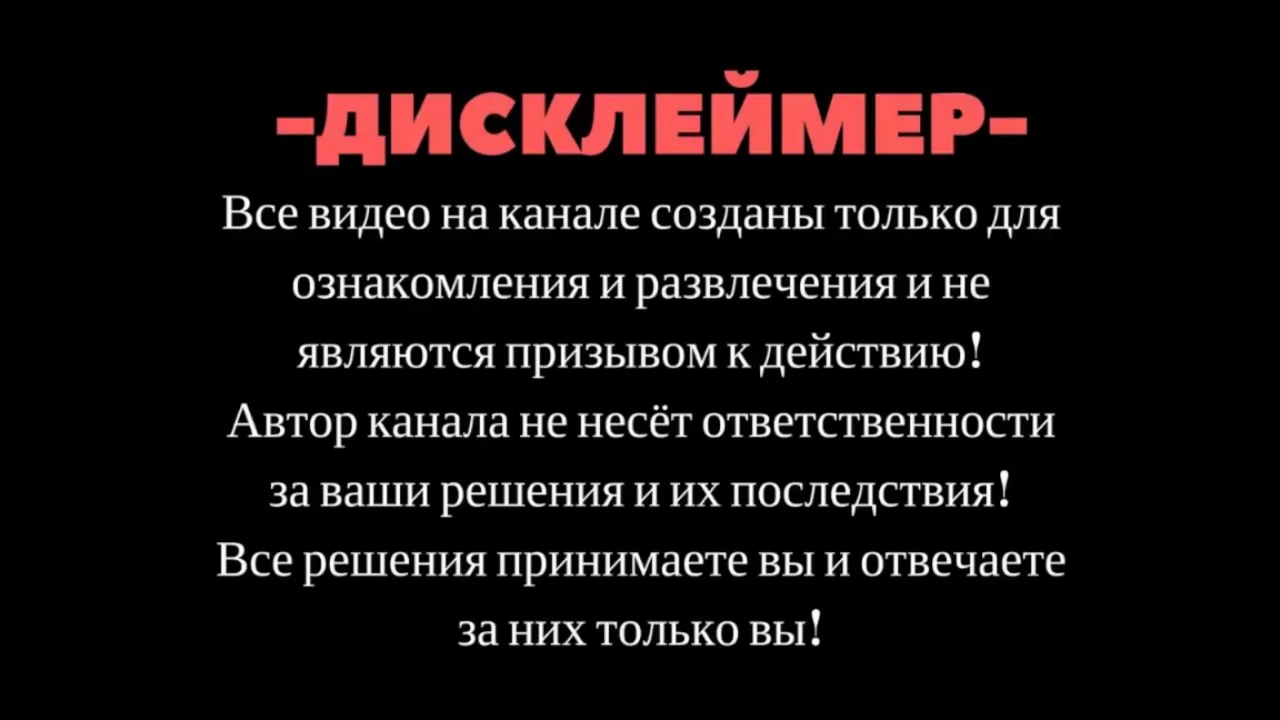 -ДИСКЛЕЙМЕР-
Все видео на канале созданы только для
ознакомления и развлечения и не
являются призывом к действию!
Автор канала не несёт ответственности
за ваши решения и их последствия!
Все решения принимаете вы и отвечаете
за них только вы!